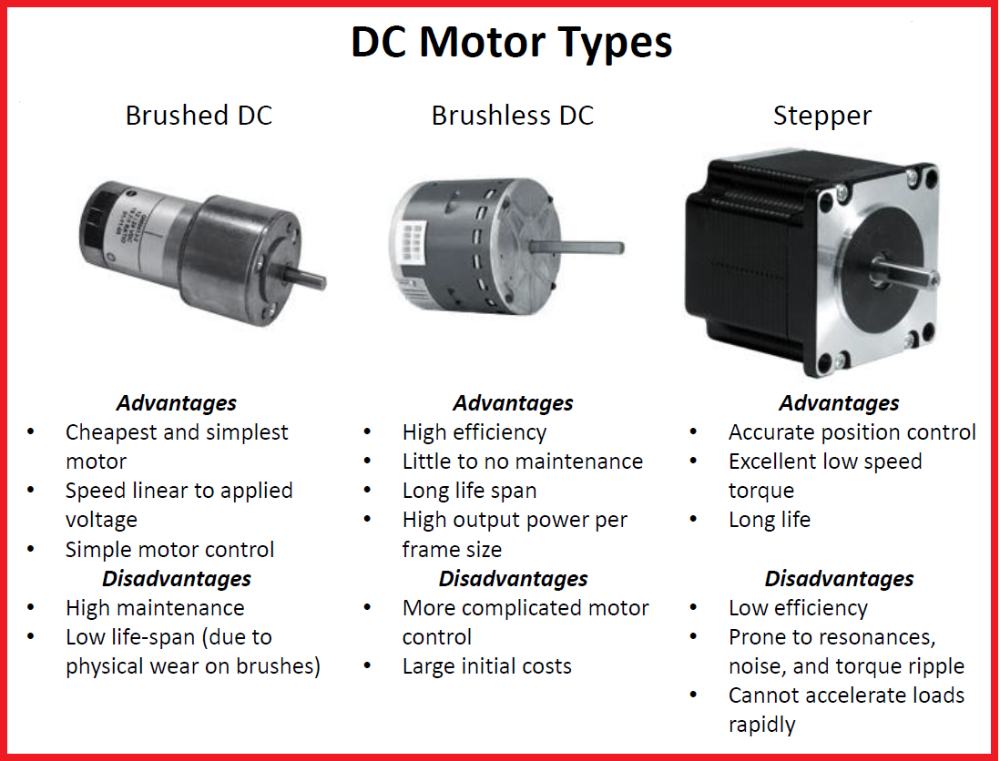 DC Motor Types
Brushed DC
Brushless DC
Stepper
Advantages
• Cheapest and simplest
motor
• Speed linear to applied
voltage
• Simple motor control
Disadvantages
• High maintenance
• Low life-span (due to
physical wear on brushes)
Advantages
• High efficiency
• Little to no maintenance
• Long life span
• High output power per
frame size
Disadvantages
• More complicated motor
control
• Large initial costs
Advantages
• Accurate position control
• Excellent low speed
torque
• Long life
Disadvantages
• Low efficiency
• Prone to resonances,
noise, and torque ripple
• Cannot accelerate loads
rapidly